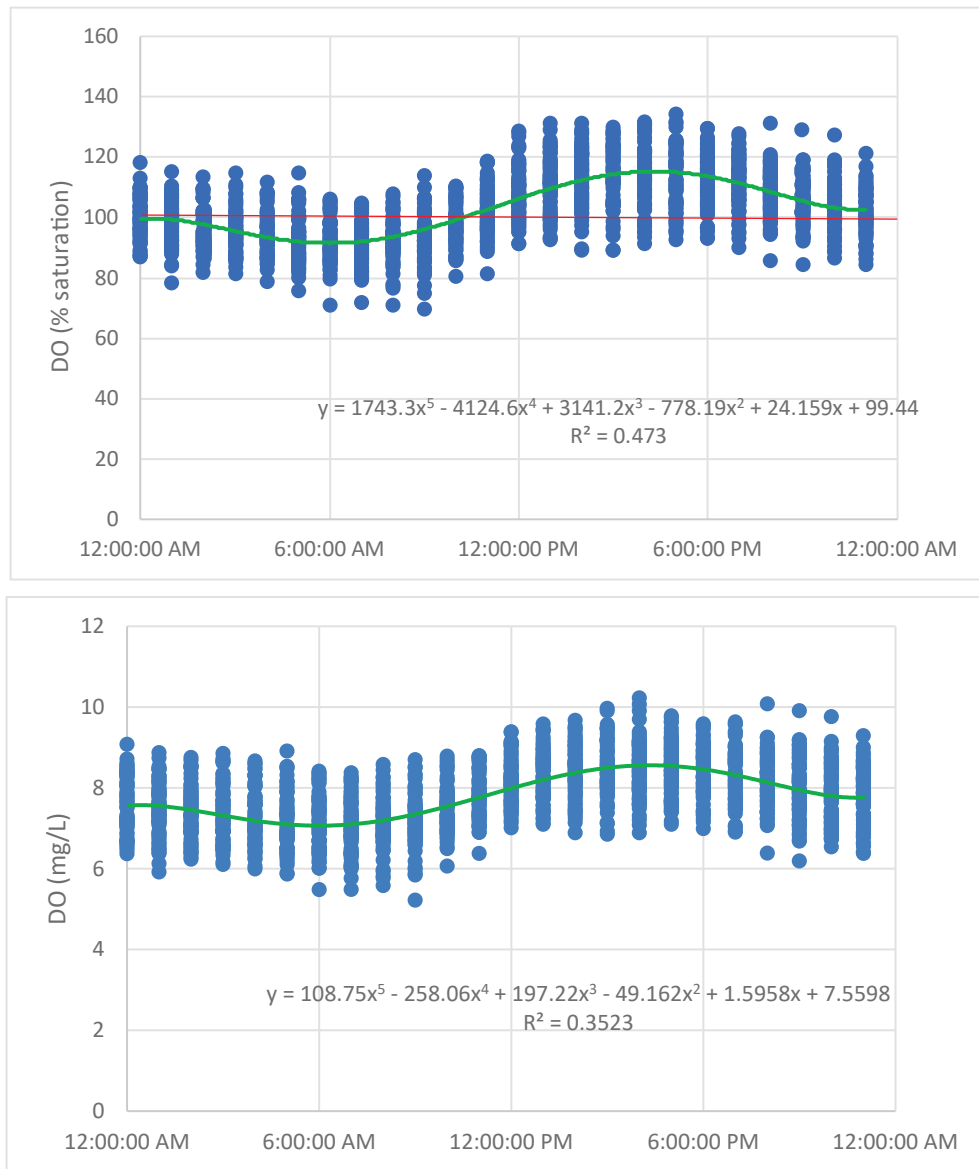 160
140
120
100
80
60
40
20
0
DO (% saturation)
y = 1743.3x⁵ - 4124.6x⁴ + 3141.2x³ - 778.19x² + 24.159x + 99.44
R² = 0.473
12:00:00 AM 6:00:00 AM 12:00:00 PM 6:00:00 PM 12:00:00 AM
12
10
8
6
4
2
0
DO (mg/L)
y = 108.75x⁵ - 258.06x⁴ + 197.22x³ - 49.162x² + 1.5958x + 7.5598
R² = 0.3523
12:00:00 AM 6:00:00 AM 12:00:00 PM 6:00:00 PM 12:00:00 AM